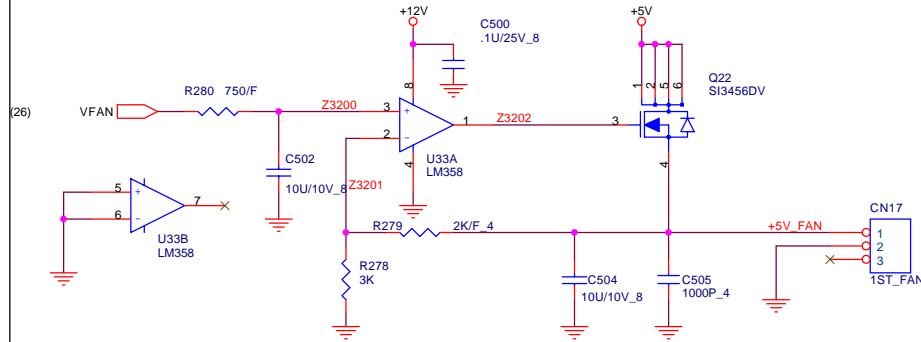 +12V
+5V
C500
.1U/25V_8
R280 750/F
Q22
SI3456DV
8
1
2
5
6
(26)
VFAN
Z3200
3
+
1
Z3202
3
2
-
C502
10U/10V_8
Z3201
4
U33A
LM358
4
5
+
7
6
-
U33B
LM358
R279
2K/F_4
+5V_FAN
CN17
1
2
3
1ST_FAN
R278
3K
C504
10U/10V_8
C505
1000P_4